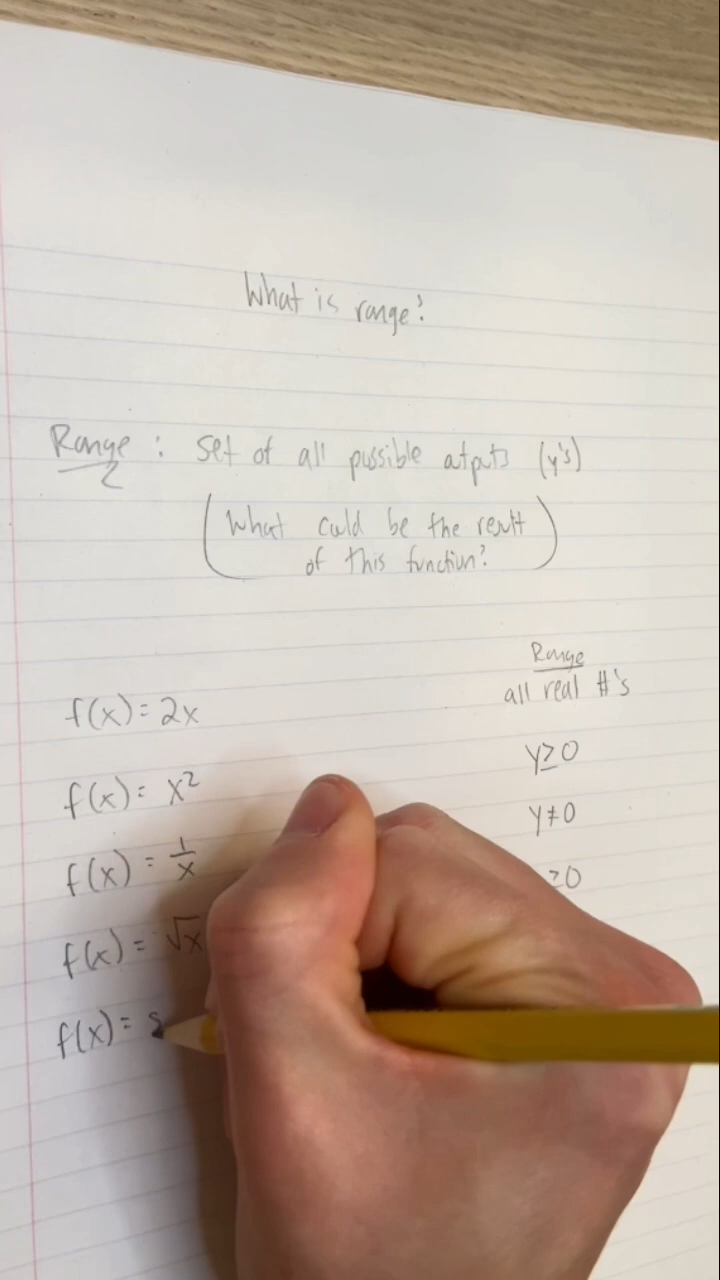 What is range?
Range : set of all possible outputs (y's)
(What could be the result
of this function?)
Range
all real #'s
f(x) = 2x
y≥0
f(x) = x²
y≠0
f(x) = 1/x
≥0
f(x) = √x
f(x) = s